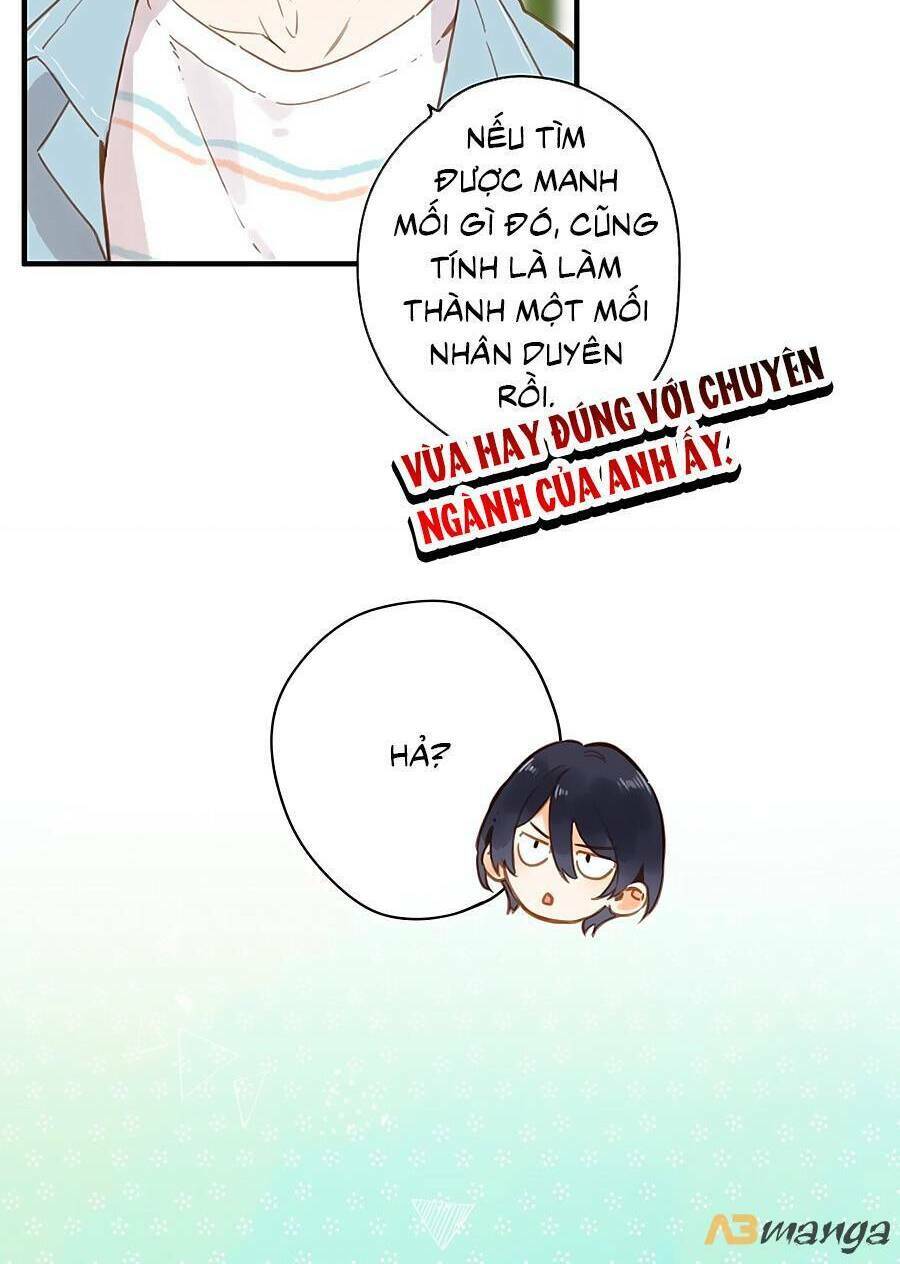 NẾU TÌM
ĐƯỢC MANH
MỐI GÌ ĐÓ, CŨNG
TÍNH LÀ LÀM
THÀNH MỘT MỐI
NHÂN DUYÊN
RỒI.
VỪA HAY ĐÚNG VỚI CHUYÊN
NGÀNH CỦA ANH ẤY.
HẢ?
A3manga